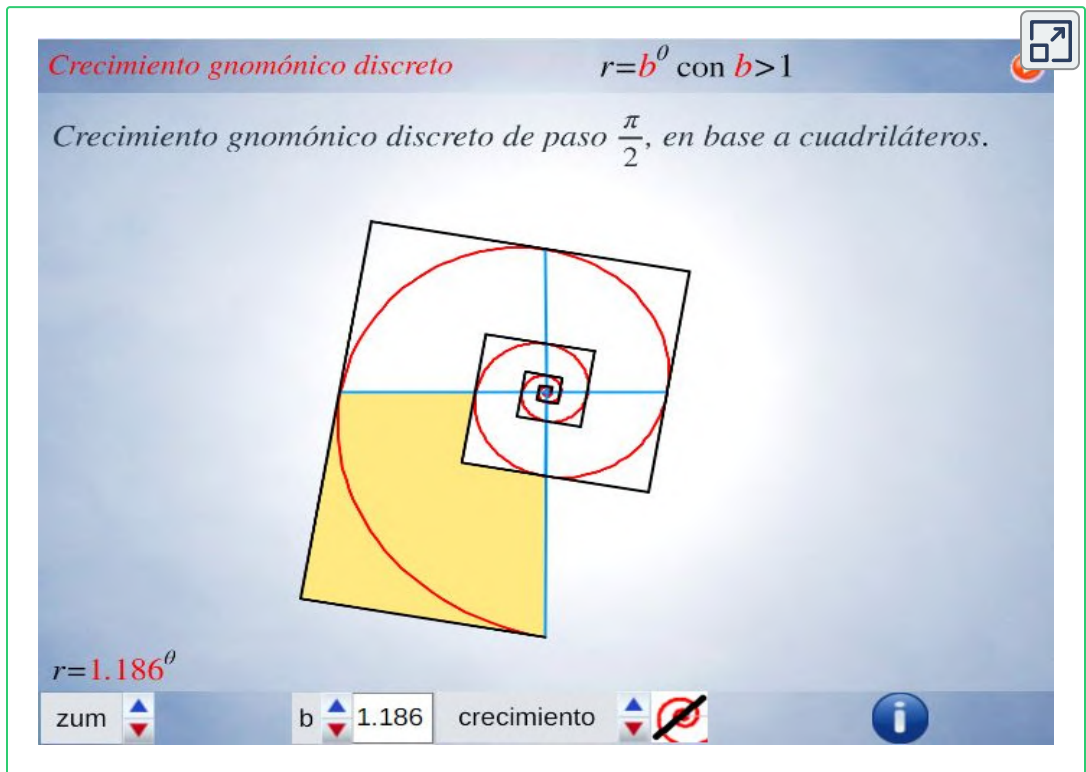 Crecimiento gnomónico discreto r=b^θ con b>1
Crecimiento gnomónico discreto de paso π/2, en base a cuadriláteros.
r=1.186^θ
zum b 1.186 crecimiento i